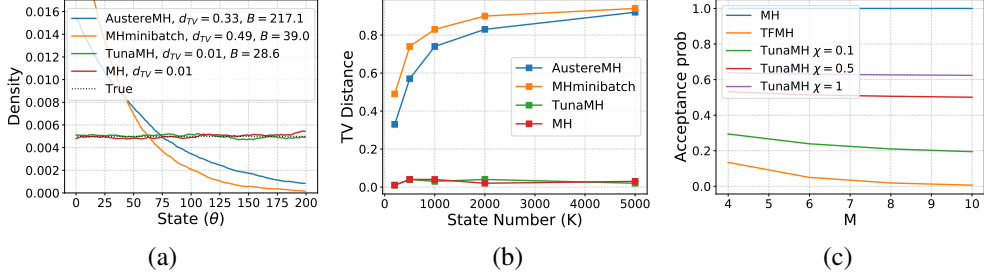 0.016
0.014
0.012
0.010
0.008
0.006
0.004
0.002
0.000
Density
AustereMH, d_TV = 0.33, B = 217.1
MHminibatch, d_TV = 0.49, B = 39.0
TunaMH, d_TV = 0.01, B = 28.6
MH, d_TV = 0.01
True
0 25 50 75 100 125 150 175 200
State (θ)
(a)
0.8
0.6
0.4
0.2
0.0
TV Distance
AustereMH
MHminibatch
TunaMH
MH
0 1000 2000 3000 4000 5000
State Number (K)
(b)
1.0
0.8
0.6
0.4
0.2
0.0
Acceptance prob
MH
TFMH
TunaMH χ = 0.1
TunaMH χ = 0.5
TunaMH χ = 1
4 5 6 7 8 9 10
M
(c)